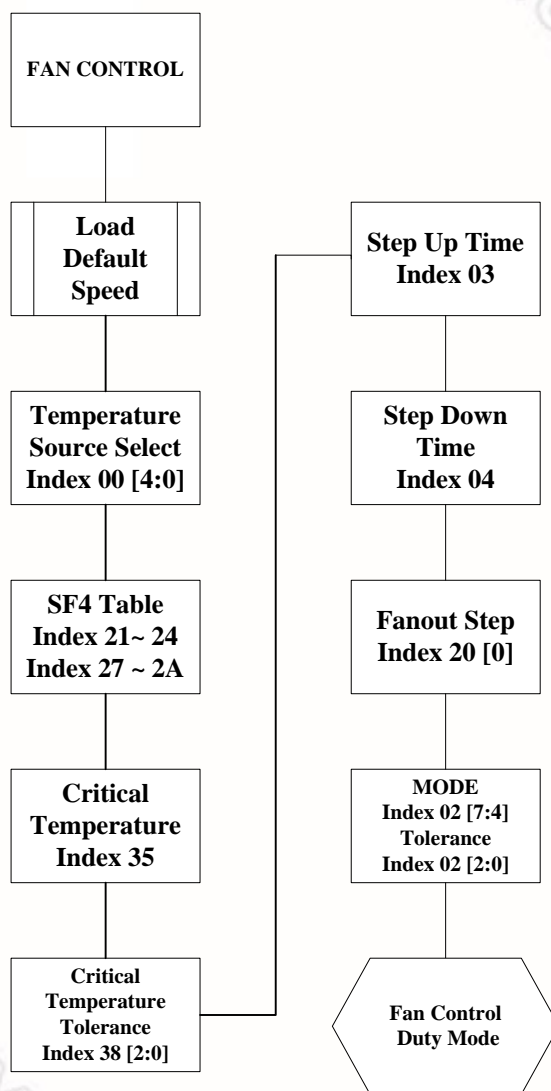 FAN CONTROL
Load
Default
Speed
Temperature
Source Select
Index 00 [4:0]
SF4 Table
Index 21~ 24
Index 27 ~ 2A
Critical
Temperature
Index 35
Critical
Temperature
Tolerance
Index 38 [2:0]
Step Up Time
Index 03
Step Down
Time
Index 04
Fanout Step
Index 20 [0]
MODE
Index 02 [7:4]
Tolerance
Index 02 [2:0]
Fan Control
Duty Mode